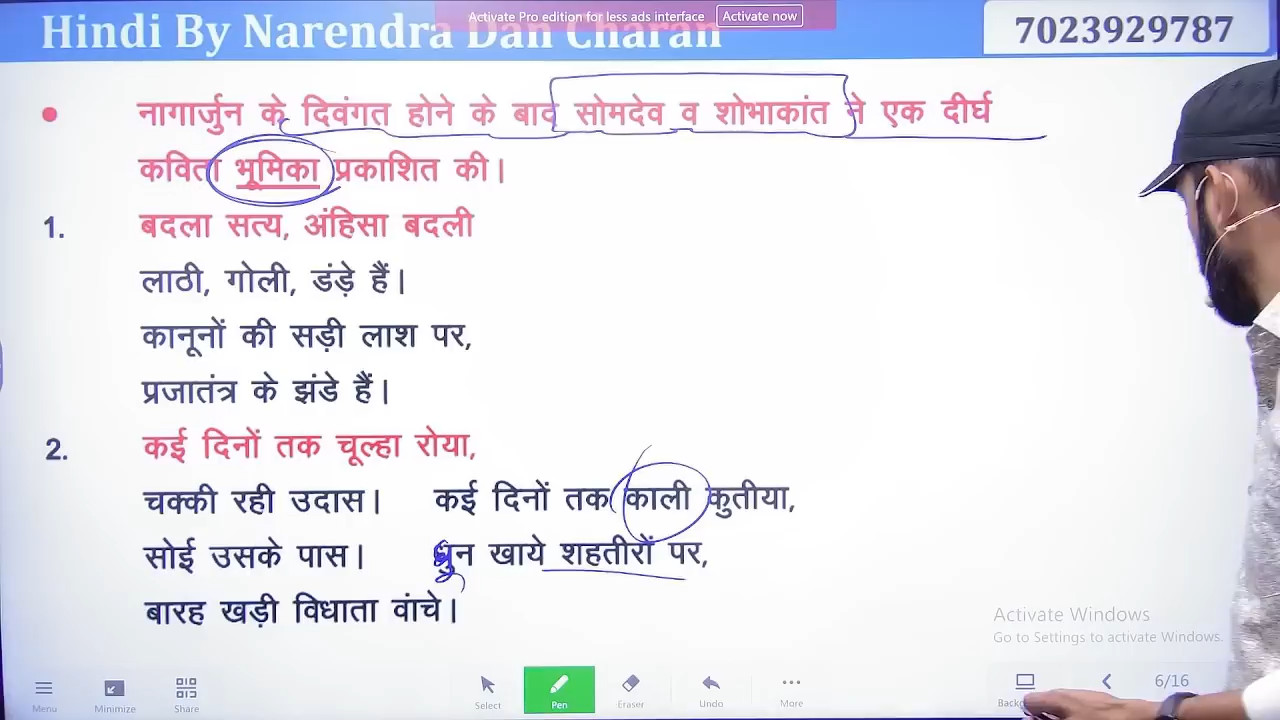 Activate Pro edition for less ads interface Activate now
Hindi By Narendra Dan Charan
7023929787
• नागार्जुन के दिवंगत होने के बाद सोमदेव व शोभाकांत ने एक दीर्घ
कविता भूमिका प्रकाशित की।
1. बदला सत्य, अंहिसा बदली
लाठी, गोली, डंड़े हैं।
कानूनों की सड़ी लाश पर,
प्रजातंत्र के झंडे हैं।
2. कई दिनों तक चूल्हा रोया,
चक्की रही उदास। कई दिनों तक काली कुतीया,
सोई उसके पास। घुन खाये शहतीरों पर,
बारह खड़ी विधाता वांचे।
Activate Windows
Go to Settings to activate Windows.
Menu Minimize Share Select Pen Eraser Undo More 6/16